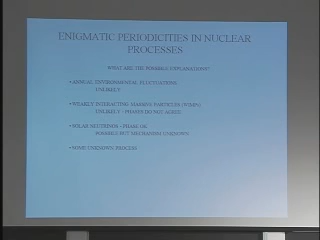 ENIGMATIC PERIODICITIES IN NUCLEAR
PROCESSES
WHAT ARE THE POSSIBLE EXPLANATIONS?
• ANNUAL ENVIRONMENTAL FLUCTUATIONS
UNLIKELY
• WEAKLY INTERACTING MASSIVE PARTICLES (WIMPS)
UNLIKELY - PHASES DO NOT AGREE
• SOLAR NEUTRINOS - PHASE OK
POSSIBLE BUT MECHANISM UNKNOWN
• SOME UNKNOWN PROCESS